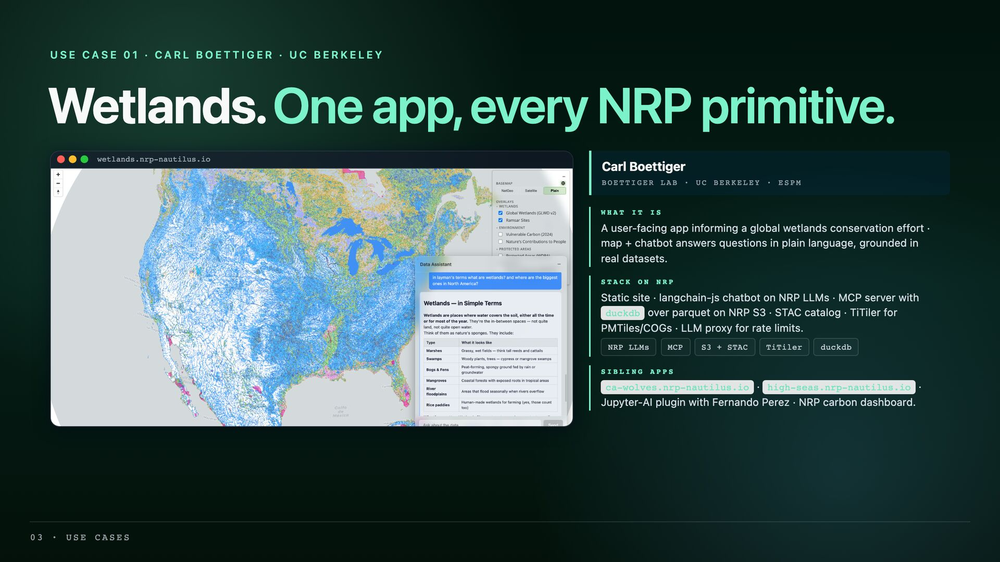 USE CASE 01 · CARL BOETTIGER · UC BERKELEY
Wetlands. One app, every NRP primitive.
wetlands.nrp-nautilus.io
BASEMAP
NatGeo Satellite Plain
OVERLAYS
WETLANDS
Global Wetlands (GLWD v2)
Ramsar Sites
ENVIRONMENT
Vulnerable Carbon (2024)
Nature's Contributions to People
PROTECTED AREAS
Protected Areas (WDPA)
Data Assistant
in layman's terms what are wetlands? and where are the biggest
ones in North America?
Wetlands — in Simple Terms
Wetlands are places where water covers the soil, either all the time
or for most of the year. They're the in-between spaces — not quite
land, not quite open water.
Think of them as nature's sponges. They include:
Type What it looks like
Marshes Grassy, wet fields — think tall reeds and cattails
Swamps Woody plants, trees — cypress or mangrove swamps
Bogs & Fens Peat-forming, spongy ground fed by rain or
groundwater
Mangroves Coastal forests with exposed roots in tropical areas
River
floodplains Areas that flood seasonally when rivers overflow
Rice paddies Human-made wetlands for farming (yes, those count
too)
Ask about the data Send
Golfo
de
Mexico
Carl Boettiger
BOETTIGER LAB · UC BERKELEY · ESPM
WHAT IT IS
A user-facing app informing a global wetlands conservation effort ·
map + chatbot answers questions in plain language, grounded in
real datasets.
STACK ON NRP
Static site · langchain-js chatbot on NRP LLMs · MCP server with
duckdb over parquet on NRP S3 · STAC catalog · TiTiler for
PMTiles/COGs · LLM proxy for rate limits.
NRP LLMs MCP S3 + STAC TiTiler duckdb
SIBLING APPS
ca-wolves.nrp-nautilus.io · high-seas.nrp-nautilus.io ·
Jupyter-AI plugin with Fernando Perez · NRP carbon dashboard.
03 · USE CASES